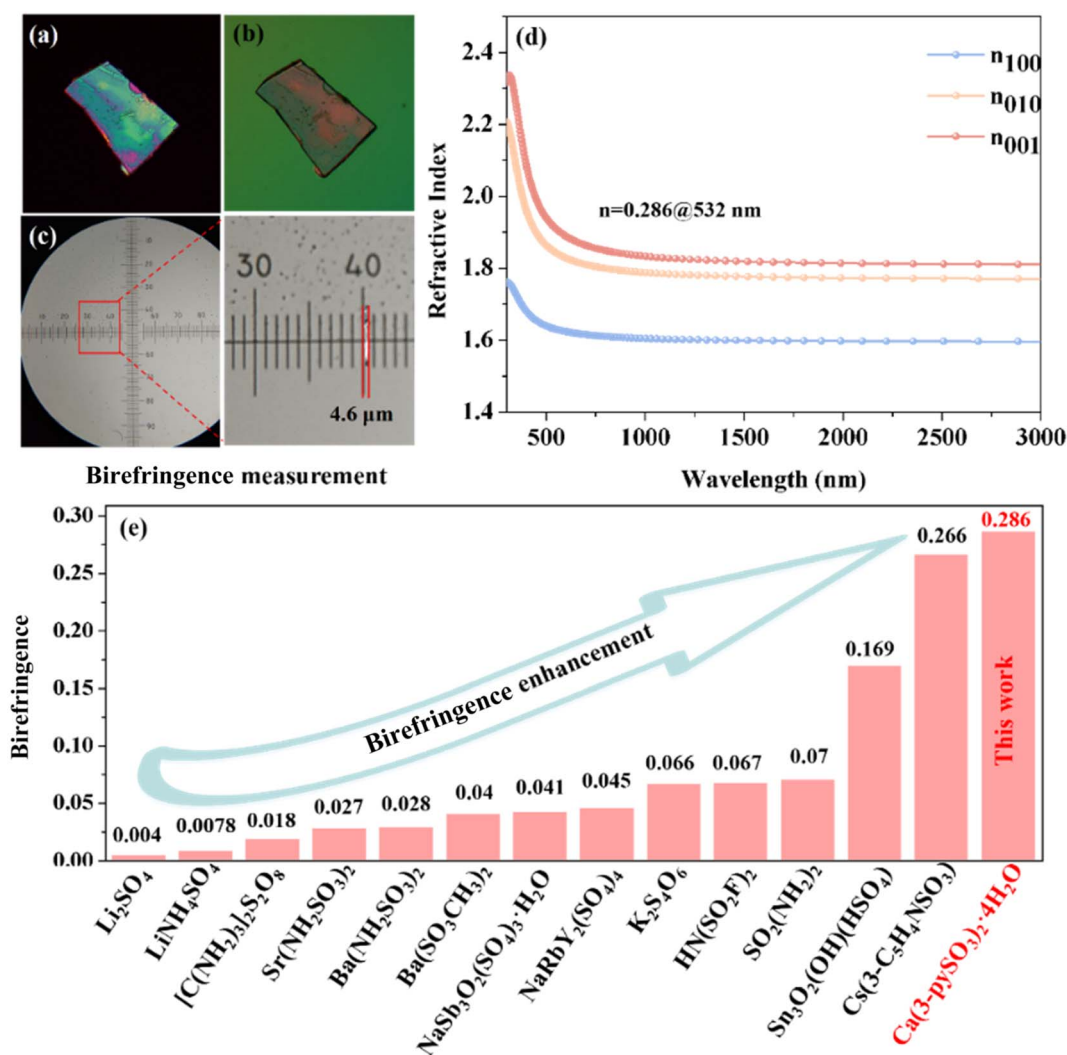 (a)
(b)
(c)
10 20 30 40 60 70 80
30 40
4.6 μm
Birefringence measurement
(d)
n100
n010
n001
n=0.286@532 nm
2.4
2.2
2.0
1.8
1.6
1.4
Refractive Index
500 1000 1500 2000 2500 3000
Wavelength (nm)
(e)
0.30
0.25
0.20
0.15
0.10
0.05
0.00
Birefringence
Birefringence enhancement
0.004
0.0078
0.018
0.027
0.028
0.04
0.041
0.045
0.066
0.067
0.07
0.169
0.266
0.286
This work
Li2SO4
LiNH4SO4
[C(NH2)3]2S2O8
Sr(NH2SO3)2
Ba(NH2SO3)2
Ba(SO3CH3)2
NaSb3O2(SO4)3·H2O
NaRbY2(SO4)4
K2S4O6
HN(SO2F)2
SO2(NH2)2
Sn3O2(OH)(HSO4)
Cs(3-C5H4NSO3)
Ca(3-pySO3)2·4H2O